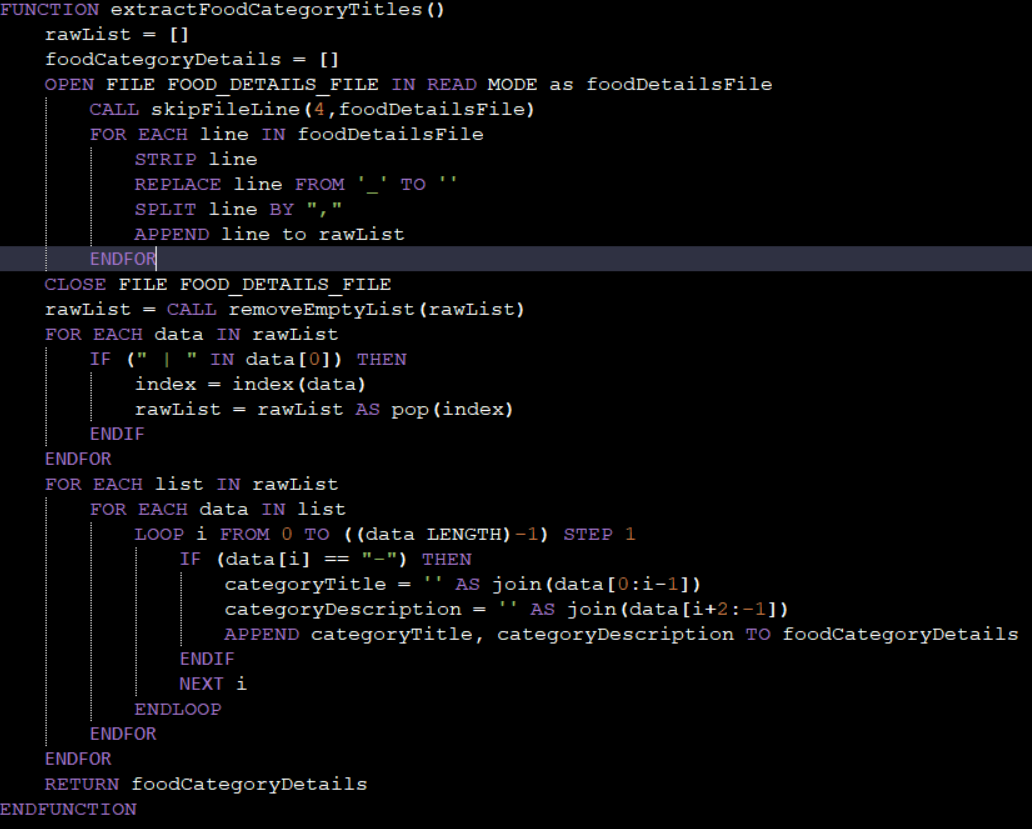 FUNCTION extractFoodCategoryTitles()
rawList = []
foodCategoryDetails = []
OPEN FILE FOOD_DETAILS_FILE IN READ MODE as foodDetailsFile
CALL skipFileLine(4,foodDetailsFile)
FOR EACH line IN foodDetailsFile
STRIP line
REPLACE line FROM '_' TO ''
SPLIT line BY ","
APPEND line to rawList
ENDFOR
CLOSE FILE FOOD_DETAILS_FILE
rawList = CALL removeEmptyList(rawList)
FOR EACH data IN rawList
IF (" | " IN data[0]) THEN
index = index(data)
rawList = rawList AS pop(index)
ENDIF
ENDFOR
FOR EACH list IN rawList
FOR EACH data IN list
LOOP i FROM 0 TO ((data LENGTH)-1) STEP 1
IF (data[i] == "-") THEN
categoryTitle = '' AS join(data[0:i-1])
categoryDescription = '' AS join(data[i+2:-1])
APPEND categoryTitle, categoryDescription TO foodCategoryDetails
ENDIF
NEXT i
ENDLOOP
ENDFOR
ENDFOR
RETURN foodCategoryDetails
ENDFUNCTION